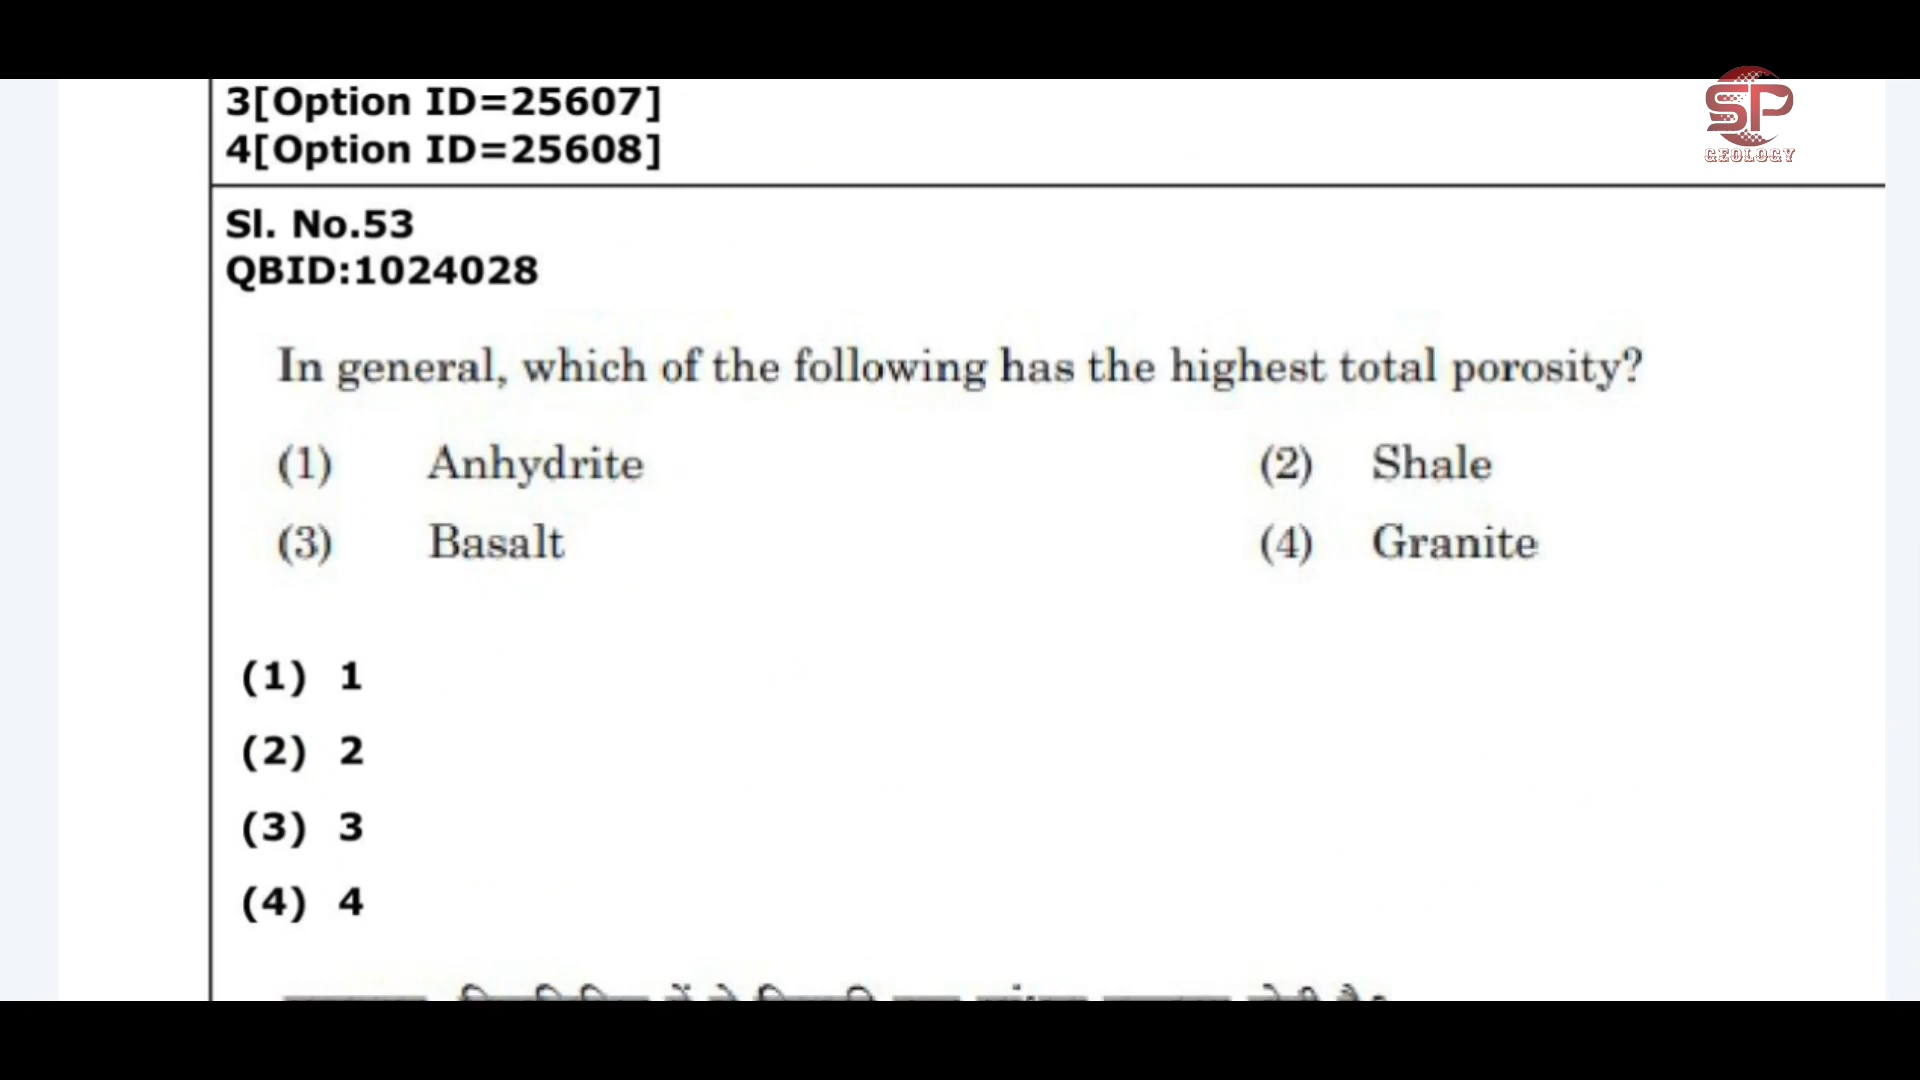 3[Option ID=25607]
4[Option ID=25608]
SP
GEOLOGY
Sl. No.53
QBID:1024028
In general, which of the following has the highest total porosity?
(1) Anhydrite (2) Shale
(3) Basalt (4) Granite
(1) 1
(2) 2
(3) 3
(4) 4